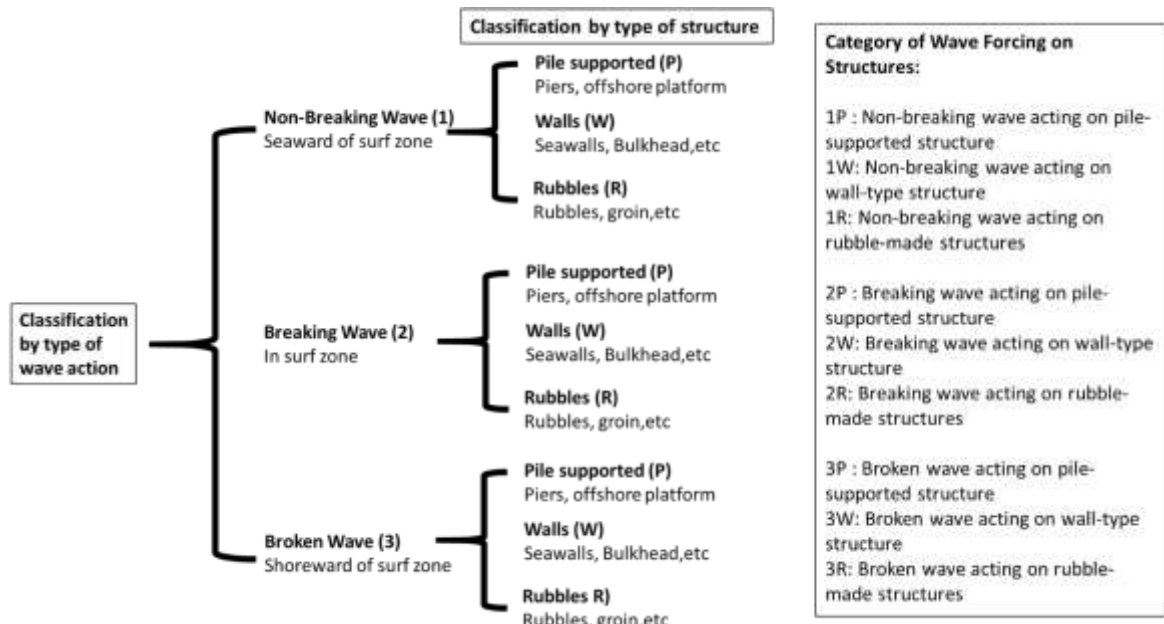 Classification by type of structure
Classification
by type of
wave action
Non-Breaking Wave (1)
Seaward of surf zone
Pile supported (P)
Piers, offshore platform
Walls (W)
Seawalls, Bulkhead,etc
Rubbles (R)
Rubbles, groin,etc
Breaking Wave (2)
In surf zone
Pile supported (P)
Piers, offshore platform
Walls (W)
Seawalls, Bulkhead,etc
Rubbles (R)
Rubbles, groin,etc
Broken Wave (3)
Shoreward of surf zone
Pile supported (P)
Piers, offshore platform
Walls (W)
Seawalls, Bulkhead,etc
Rubbles R)
Rubbles, groin,etc
Category of Wave Forcing on
Structures:
1P : Non-breaking wave acting on pile-
supported structure
1W: Non-breaking wave acting on
wall-type structure
1R: Non-breaking wave acting on
rubble-made structures
2P : Breaking wave acting on pile-
supported structure
2W: Breaking wave acting on wall-type
structure
2R: Breaking wave acting on rubble-
made structures
3P : Broken wave acting on pile-
supported structure
3W: Broken wave acting on wall-type
structure
3R: Broken wave acting on rubble-
made structures